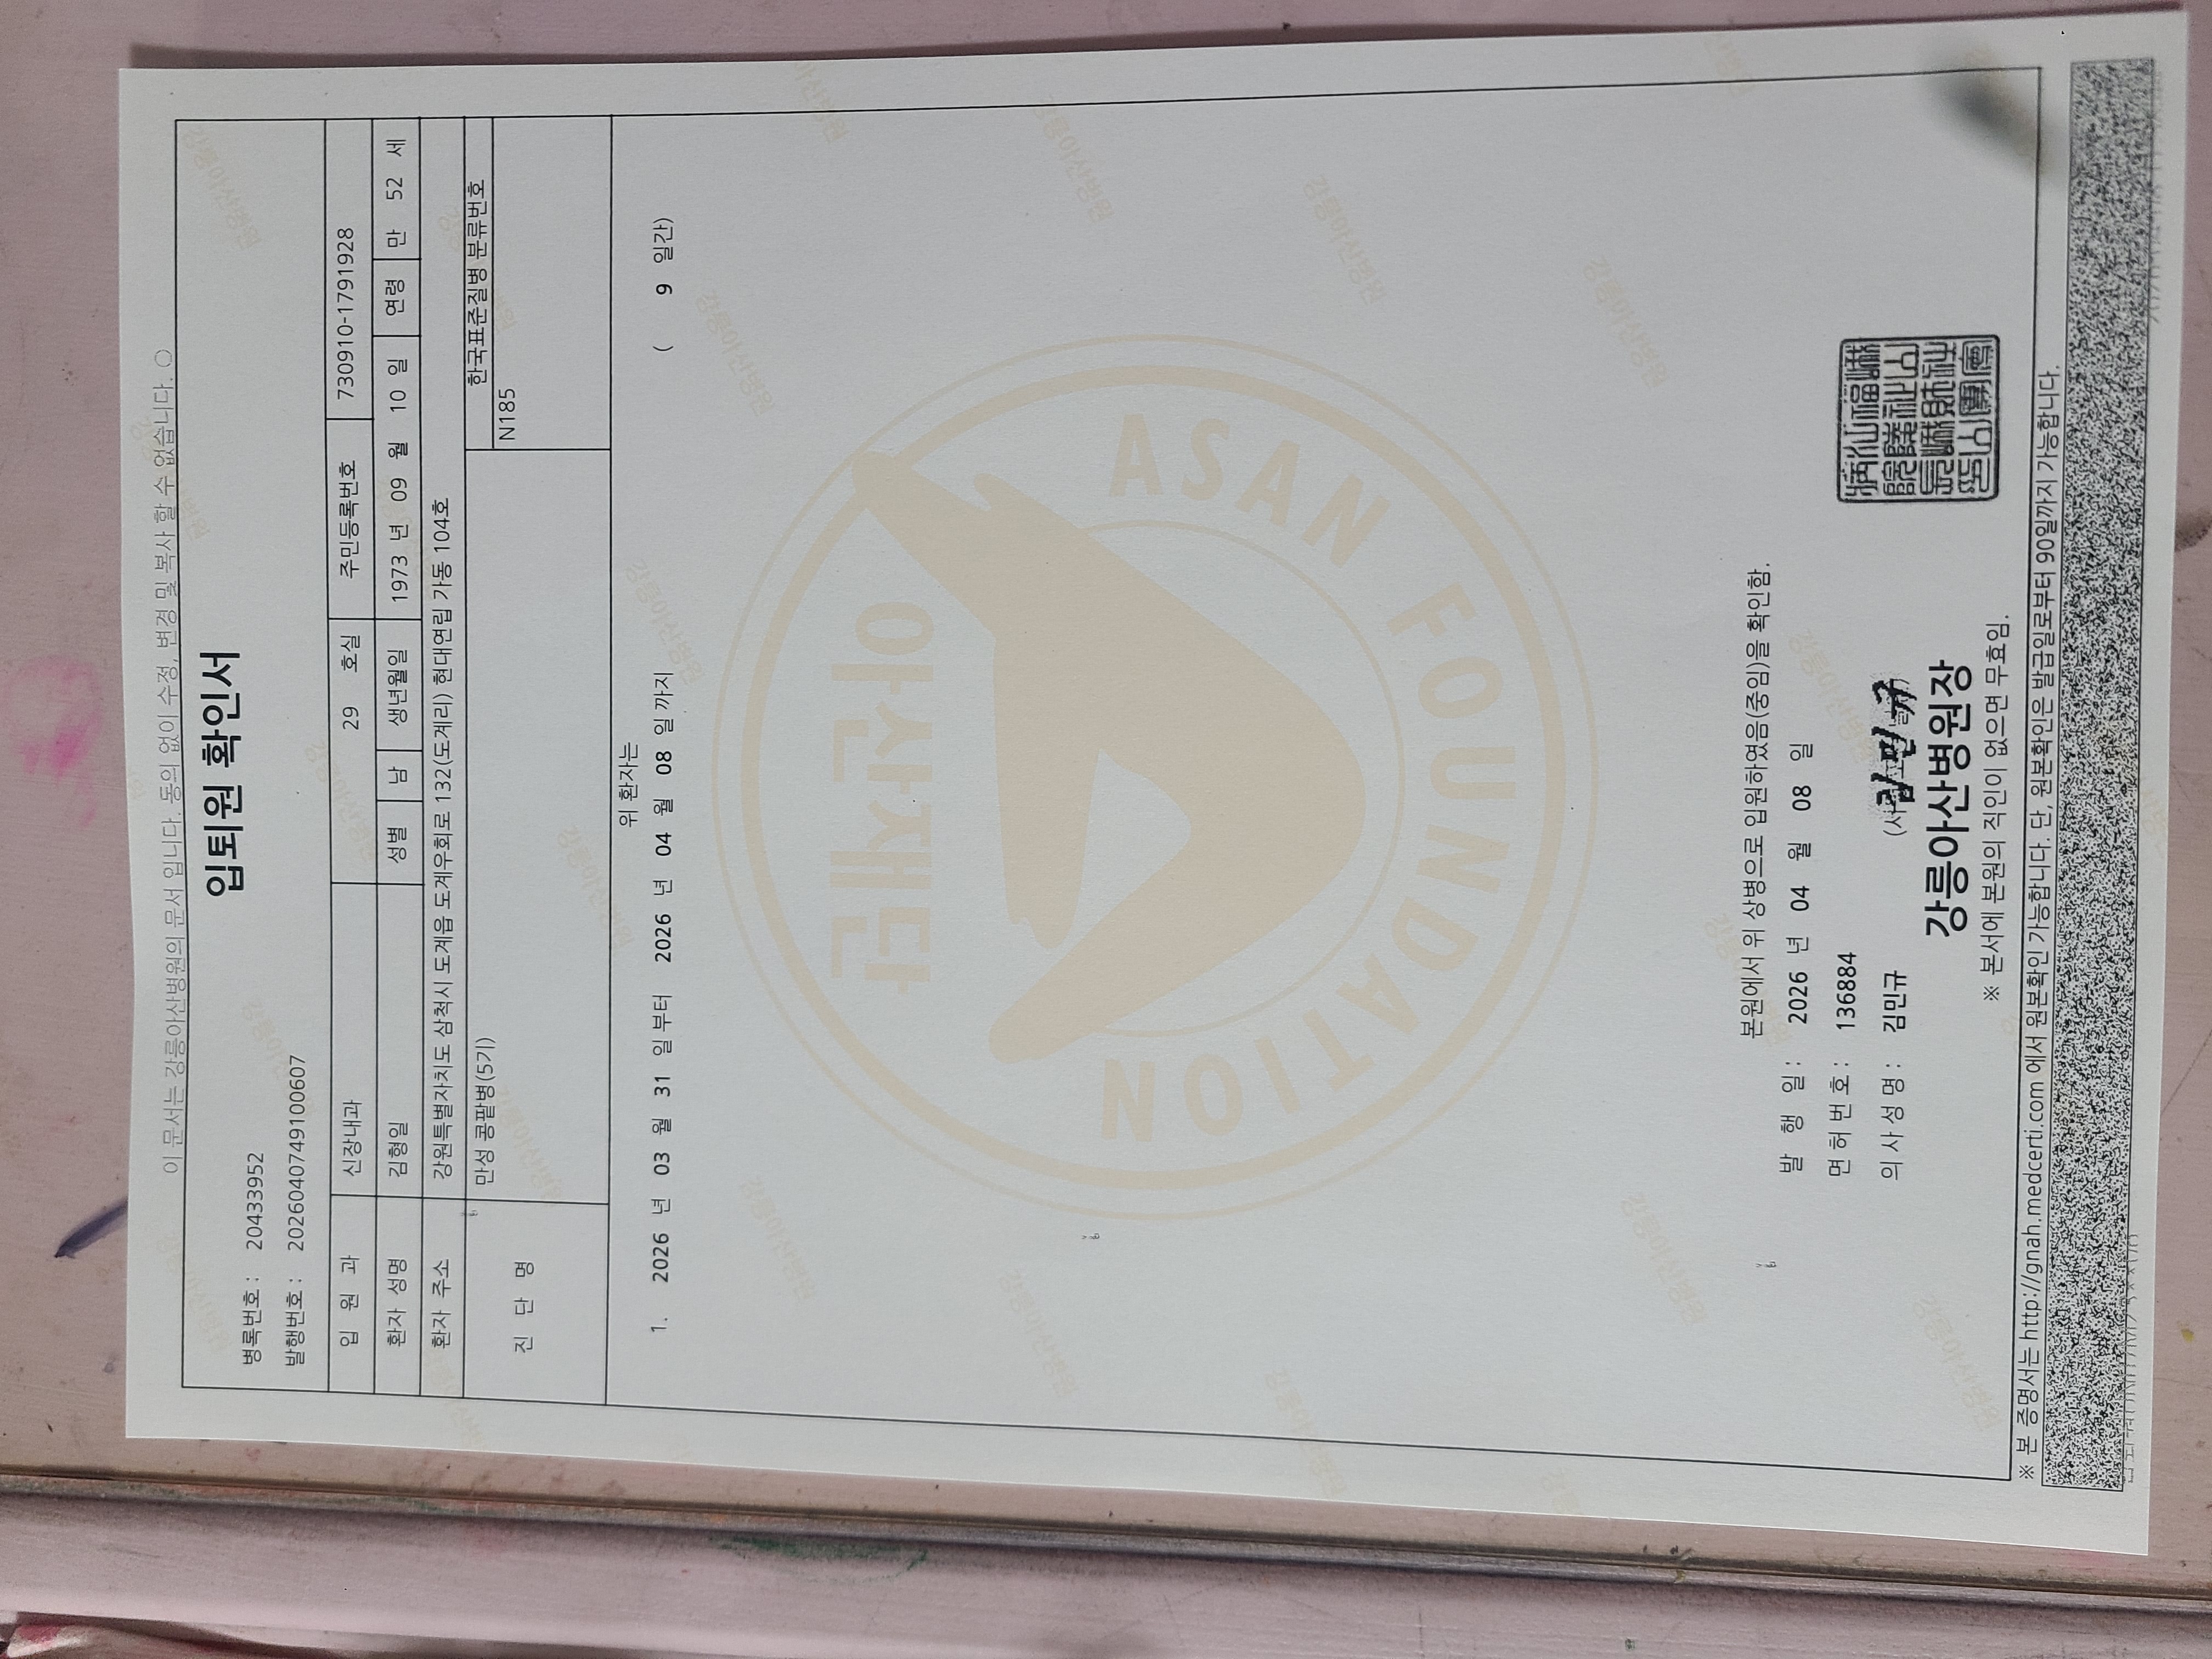 이 문서는 강릉아산병원의 문서 입니다. 동의 없이 수정, 변경 및 복사 할 수 없습니다.
입퇴원 확인서
병록번호 : 20433952
발행번호 : 2026040749100607
입 원 과 신장내과 29 호실 주민등록번호 730910-1791928
환자 성명 김형일 성별 남 생년월일 1973 년 09 월 10 일 연령 만 52 세
환자 주소 강원특별자치도 삼척시 도계읍 도계우회로 132(도계리) 현대연립 가동 104호
진 단 명 만성 콩팥병(5기) 한국표준질병 분류번호
N185
위 환자는
1. 2026 년 03 월 31 일 부터 2026 년 04 월 08 일 까지 ( 9 일간)
ASAN FOUNDATION
본원에서 위 상병으로 입원하였음(중임)을 확인함.
발 행 일 : 2026 년 04 월 08 일
면 허 번 호 : 136884
의 사 성 명 : 김민규
김민규
강릉아산병원장
※ 본서에 본원의 직인이 없으면 무효임.
※ 본 증명서는 http://gnah.medcerti.com 에서 원본확인 가능합니다. 단, 원본확인은 발급일로부터 90일까지 가능합니다.
강릉아산병원